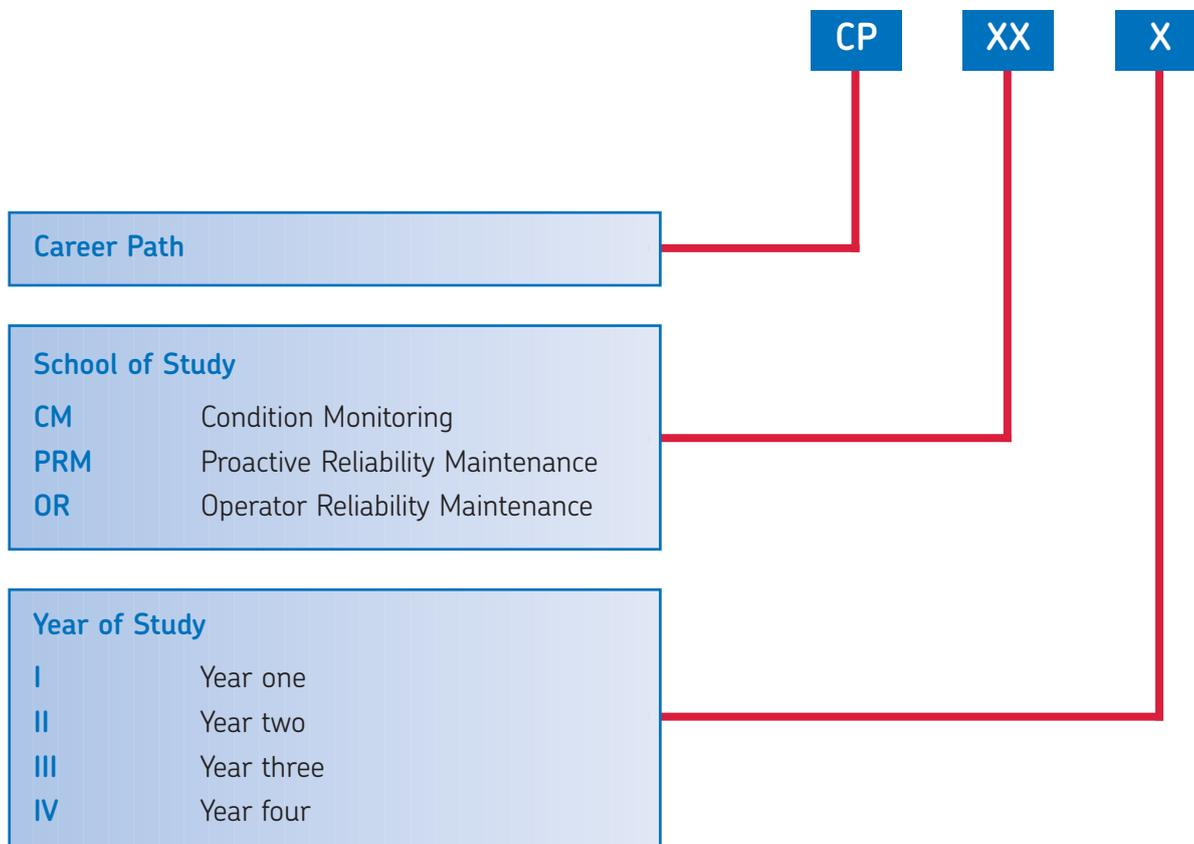 CP XX X
Career Path
School of Study
CM Condition Monitoring
PRM Proactive Reliability Maintenance
OR Operator Reliability Maintenance
Year of Study
I Year one
II Year two
III Year three
IV Year four